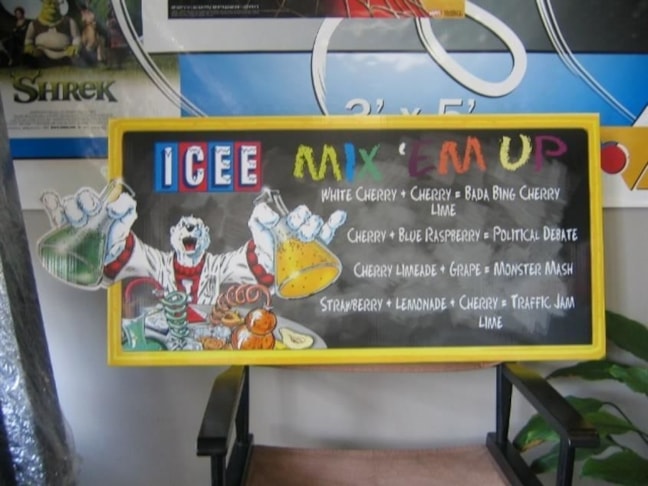 SHREK
3' x 5'
ICEE MIX 'EM UP
WHITE CHERRY + CHERRY = BADA BING CHERRY
LIME
CHERRY + BLUE RASPBERRY = POLITICAL DEBATE
CHERRY LIMEADE + GRAPE = MONSTER MASH
STRAWBERRY + LEMONADE + CHERRY = TRAFFIC JAM
LIME